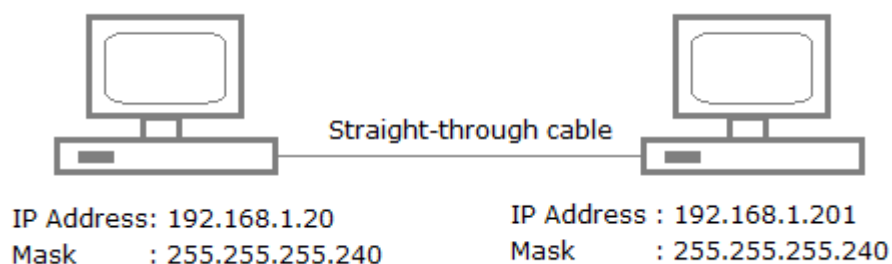 Straight-through cable
IP Address: 192.168.1.20
Mask : 255.255.255.240
IP Address : 192.168.1.201
Mask : 255.255.255.240